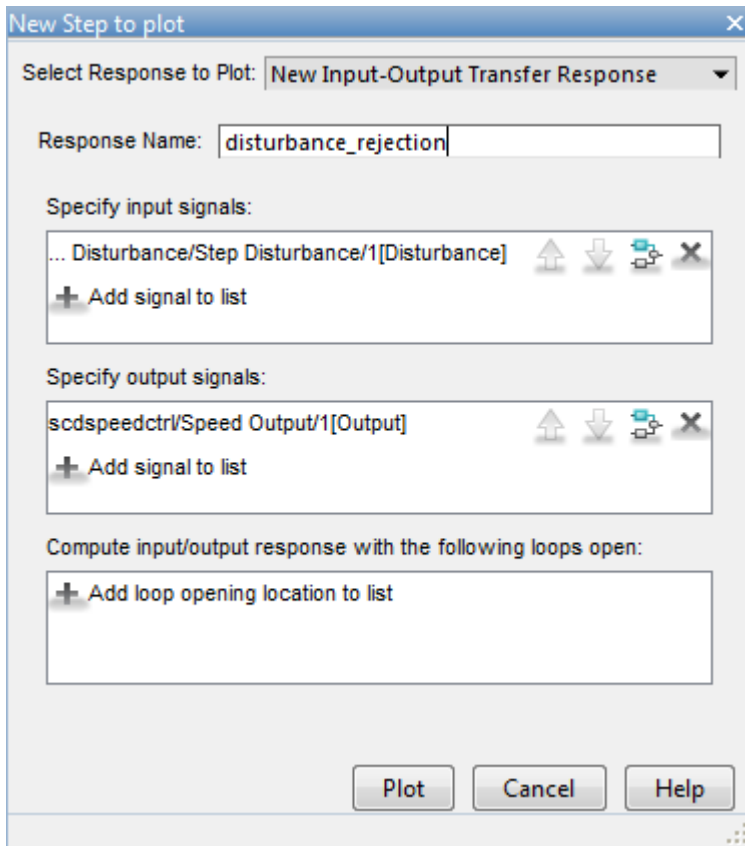 New Step to plot
Select Response to Plot: New Input-Output Transfer Response
Response Name: disturbance_rejection
Specify input signals:
... Disturbance/Step Disturbance/1[Disturbance]
Add signal to list
Specify output signals:
scdspeedctrl/Speed Output/1[Output]
Add signal to list
Compute input/output response with the following loops open:
Add loop opening location to list
Plot Cancel Help